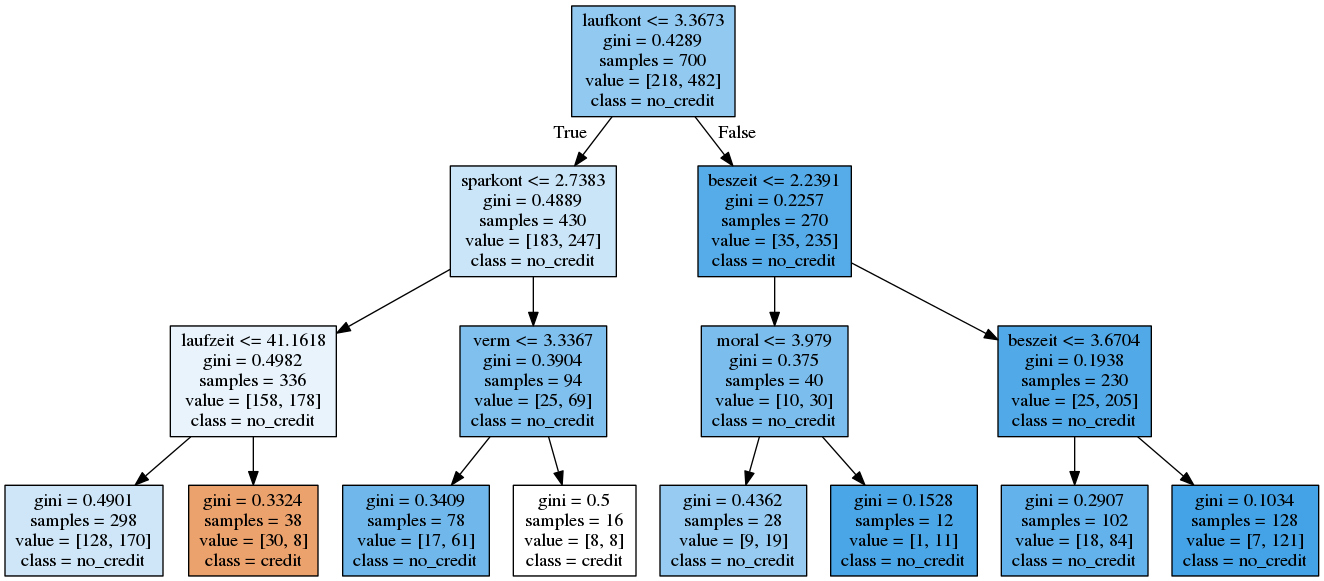 laufkont <= 3.3673
gini = 0.4289
samples = 700
value = [218, 482]
class = no_credit
True
False
sparkont <= 2.7383
gini = 0.4889
samples = 430
value = [183, 247]
class = no_credit
beszeit <= 2.2391
gini = 0.2257
samples = 270
value = [35, 235]
class = no_credit
laufzeit <= 41.1618
gini = 0.4982
samples = 336
value = [158, 178]
class = no_credit
verm <= 3.3367
gini = 0.3904
samples = 94
value = [25, 69]
class = no_credit
moral <= 3.979
gini = 0.375
samples = 40
value = [10, 30]
class = no_credit
beszeit <= 3.6704
gini = 0.1938
samples = 230
value = [25, 205]
class = no_credit
gini = 0.4901
samples = 298
value = [128, 170]
class = no_credit
gini = 0.3324
samples = 38
value = [30, 8]
class = credit
gini = 0.3409
samples = 78
value = [17, 61]
class = no_credit
gini = 0.5
samples = 16
value = [8, 8]
class = credit
gini = 0.4362
samples = 28
value = [9, 19]
class = no_credit
gini = 0.1528
samples = 12
value = [1, 11]
class = no_credit
gini = 0.2907
samples = 102
value = [18, 84]
class = no_credit
gini = 0.1034
samples = 128
value = [7, 121]
class = no_credit